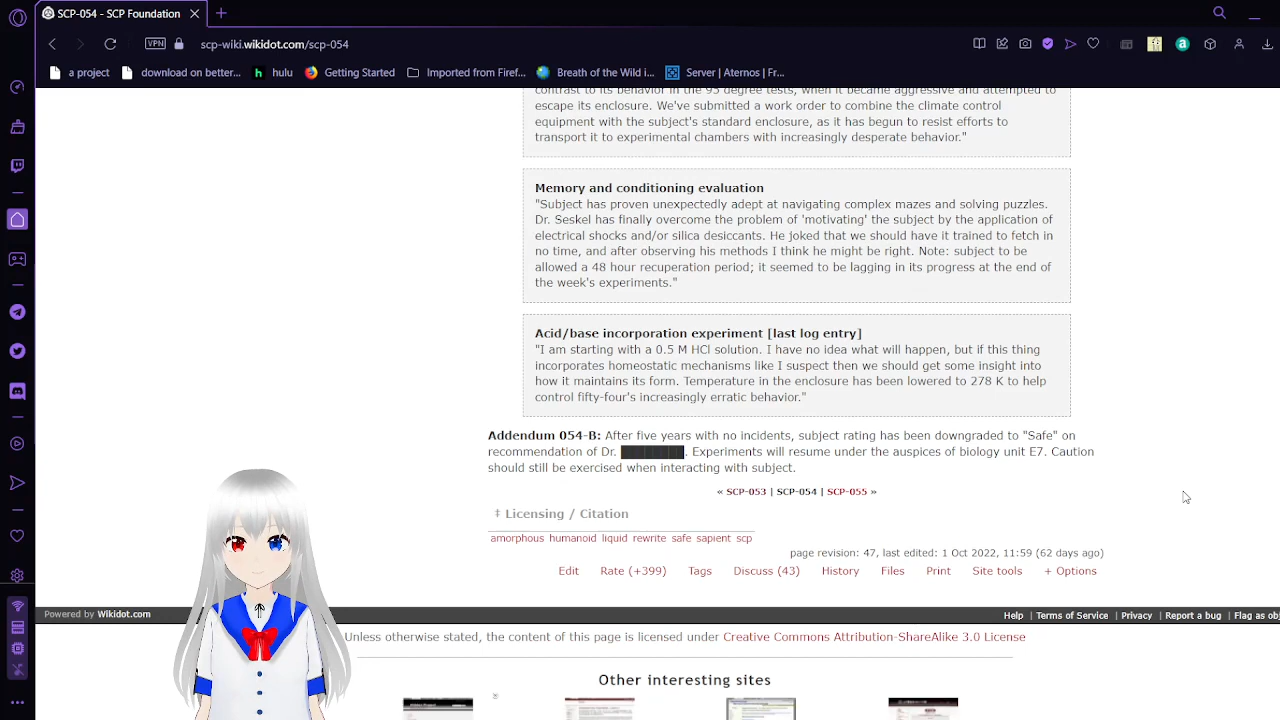 SCP-054 - SCP Foundation
VPN scp-wiki.wikidot.com/scp-054
a project download on better... hulu Getting Started Imported from Firef... Breath of the Wild i... Server | Aternos | Fr...
contrast to its behavior in the 95 degree tests, when it became aggressive and attempted to
escape its enclosure. We've submitted a work order to combine the climate control
equipment with the subject's standard enclosure, as it has begun to resist efforts to
transport it to experimental chambers with increasingly desperate behavior."
Memory and conditioning evaluation
"Subject has proven unexpectedly adept at navigating complex mazes and solving puzzles.
Dr. Seskel has finally overcome the problem of 'motivating' the subject by the application of
electrical shocks and/or silica desiccants. He joked that we should have it trained to fetch in
no time, and after observing his methods I think he might be right. Note: subject to be
allowed a 48 hour recuperation period; it seemed to be lagging in its progress at the end of
the week's experiments."
Acid/base incorporation experiment [last log entry]
"I am starting with a 0.5 M HCl solution. I have no idea what will happen, but if this thing
incorporates homeostatic mechanisms like I suspect then we should get some insight into
how it maintains its form. Temperature in the enclosure has been lowered to 278 K to help
control fifty-four's increasingly erratic behavior."
Addendum 054-B: After five years with no incidents, subject rating has been downgraded to "Safe" on
recommendation of Dr. ████████. Experiments will resume under the auspices of biology unit E7. Caution
should still be exercised when interacting with subject.
« SCP-053 | SCP-054 | SCP-055 »
‡ Licensing / Citation
amorphous humanoid liquid rewrite safe sapient scp
page revision: 47, last edited: 1 Oct 2022, 11:59 (62 days ago)
Edit Rate (+399) Tags Discuss (43) History Files Print Site tools + Options
Powered by Wikidot.com Help | Terms of Service | Privacy | Report a bug | Flag as obj
Unless otherwise stated, the content of this page is licensed under Creative Commons Attribution-ShareAlike 3.0 License
Other interesting sites